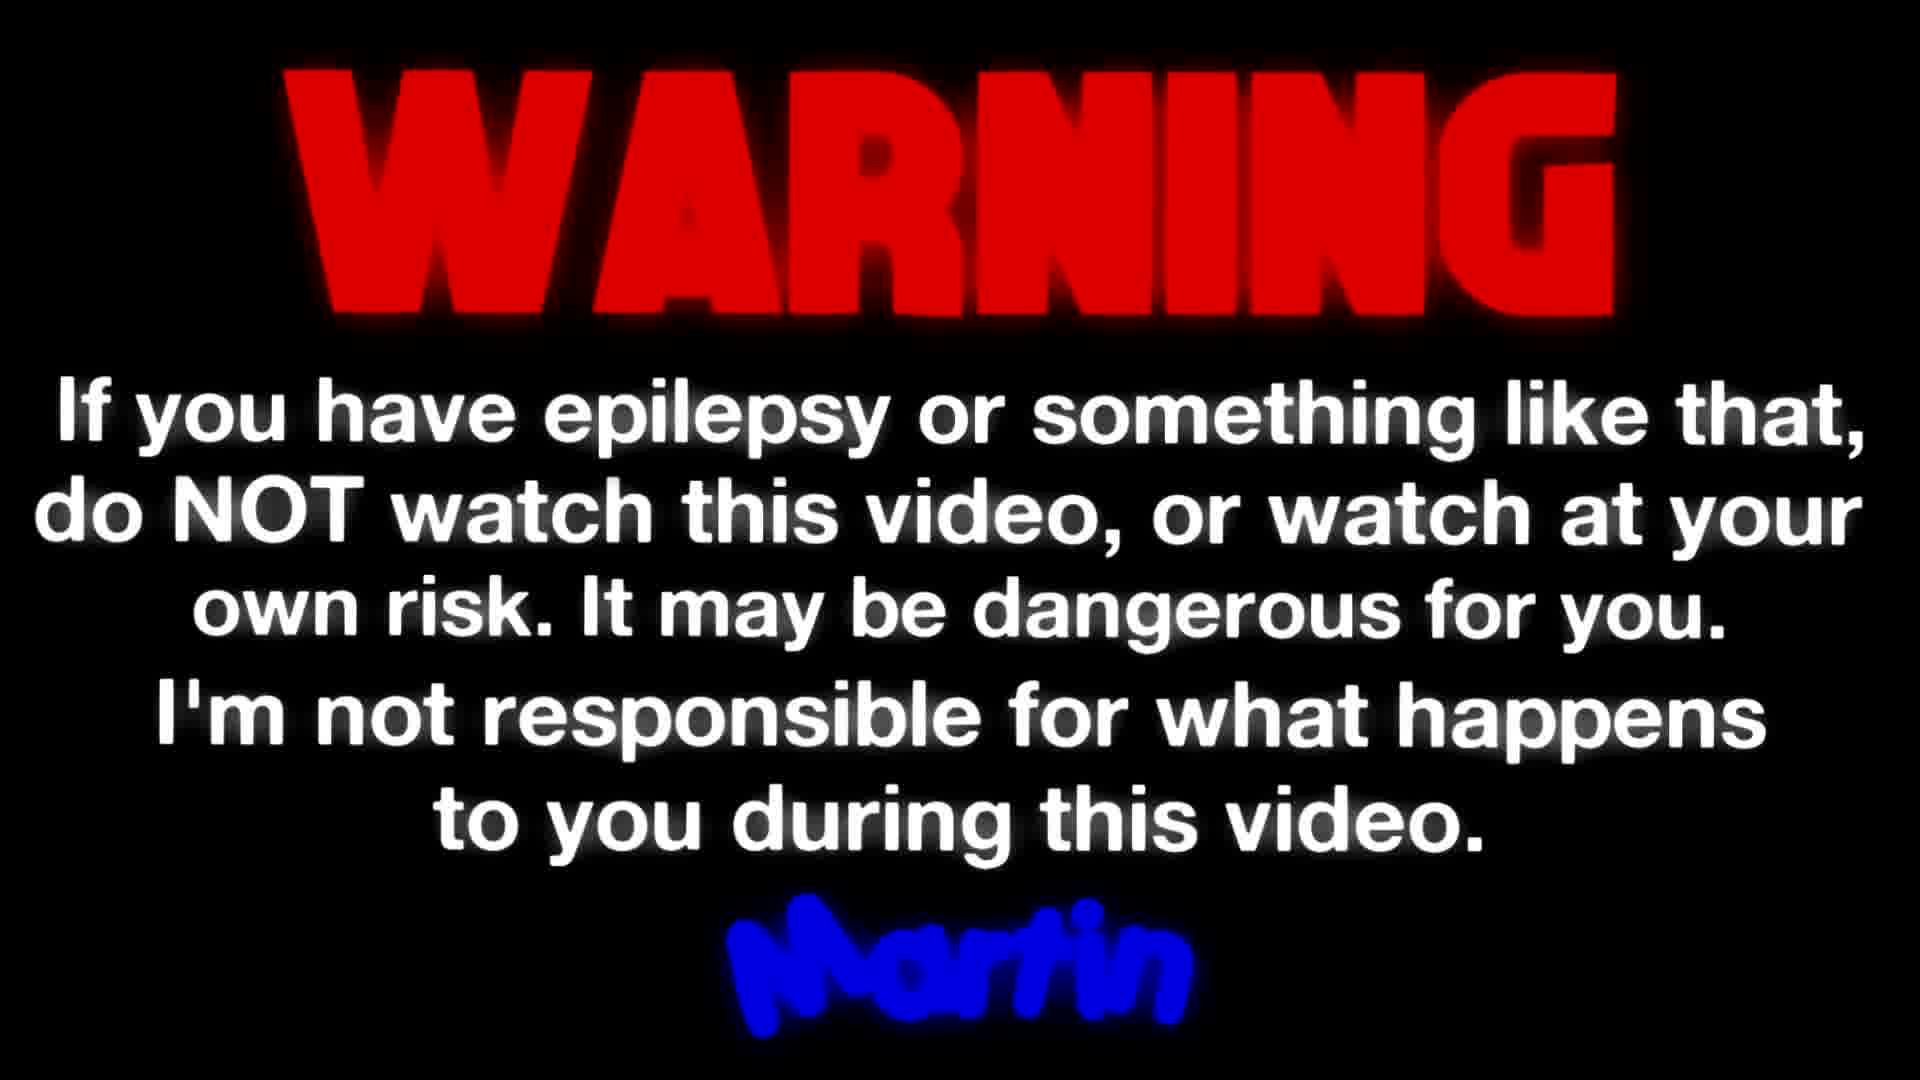 WARNING
If you have epilepsy or something like that,
do NOT watch this video, or watch at your
own risk. It may be dangerous for you.
I'm not responsible for what happens
to you during this video.
Martin